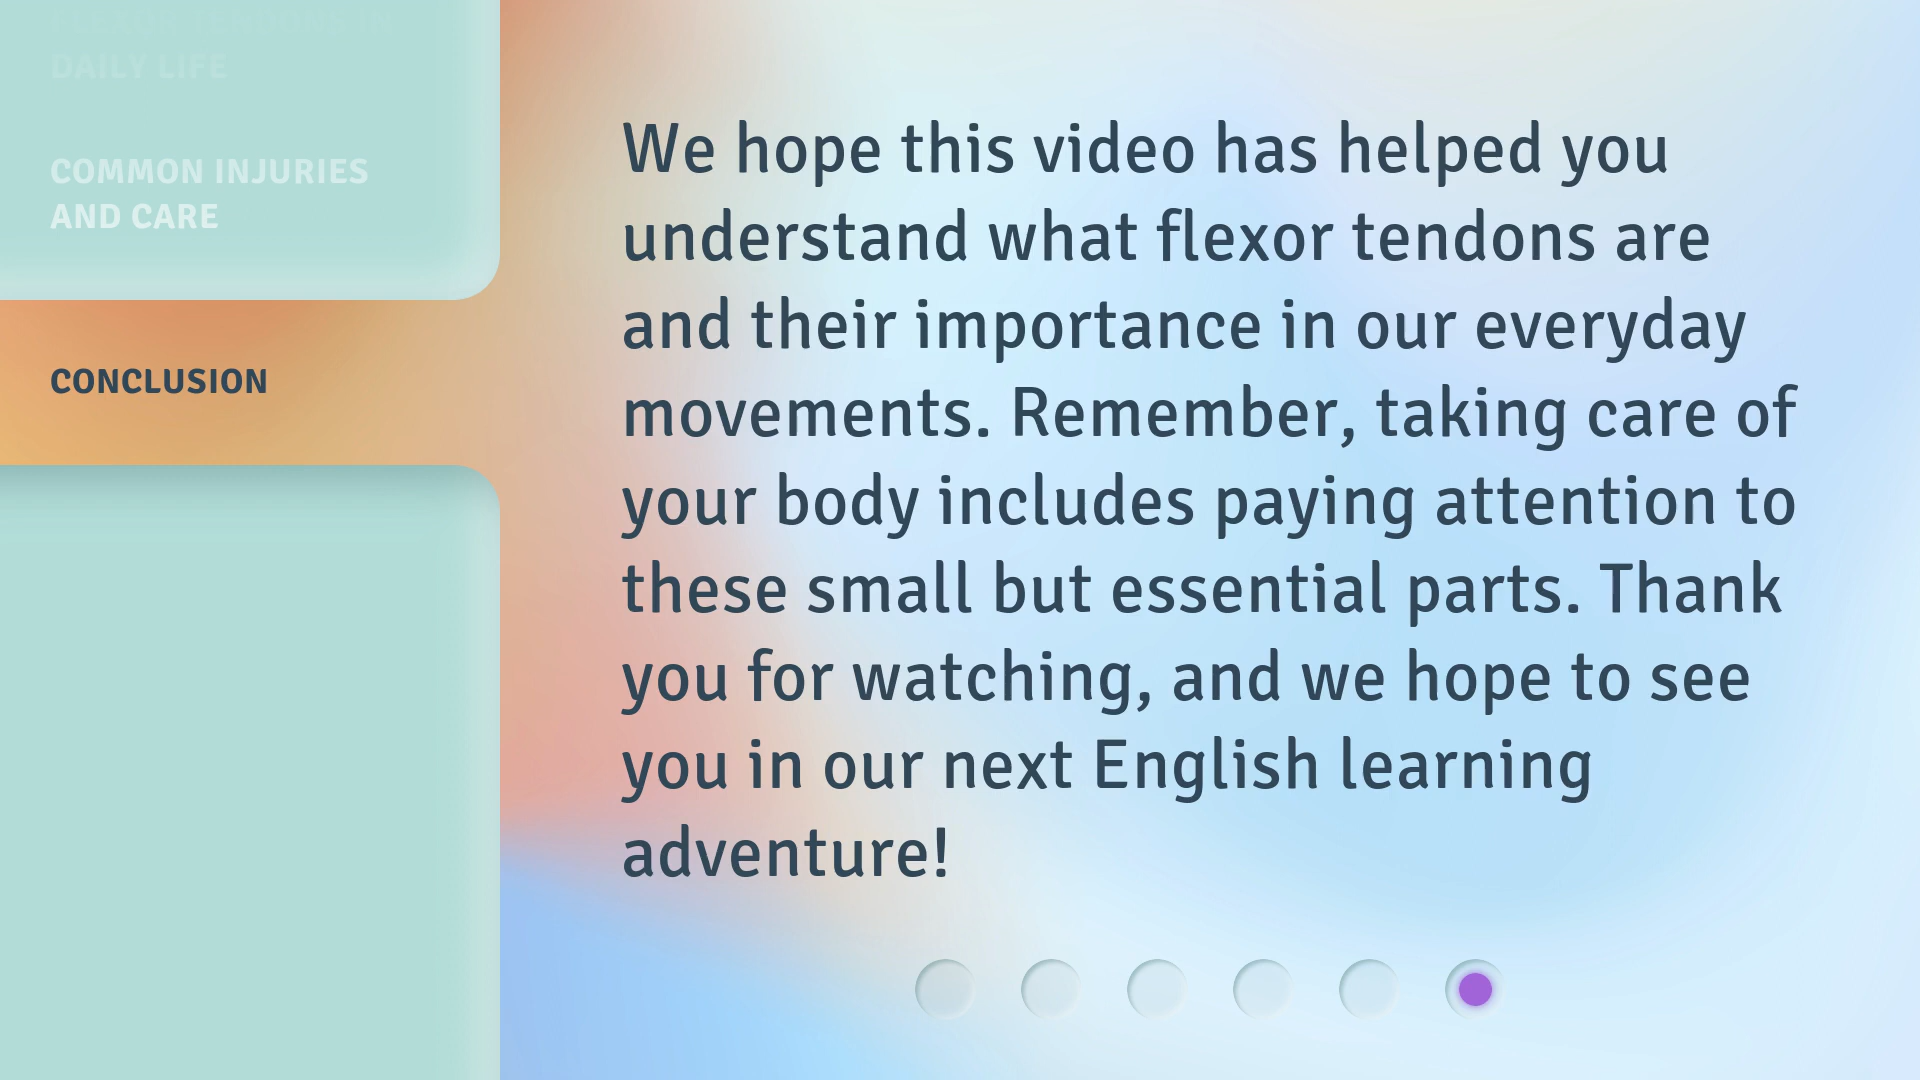 FLEXOR TENDONS IN
DAILY LIFE
COMMON INJURIES
AND CARE
CONCLUSION
We hope this video has helped you
understand what flexor tendons are
and their importance in our everyday
movements. Remember, taking care of
your body includes paying attention to
these small but essential parts. Thank
you for watching, and we hope to see
you in our next English learning
adventure!